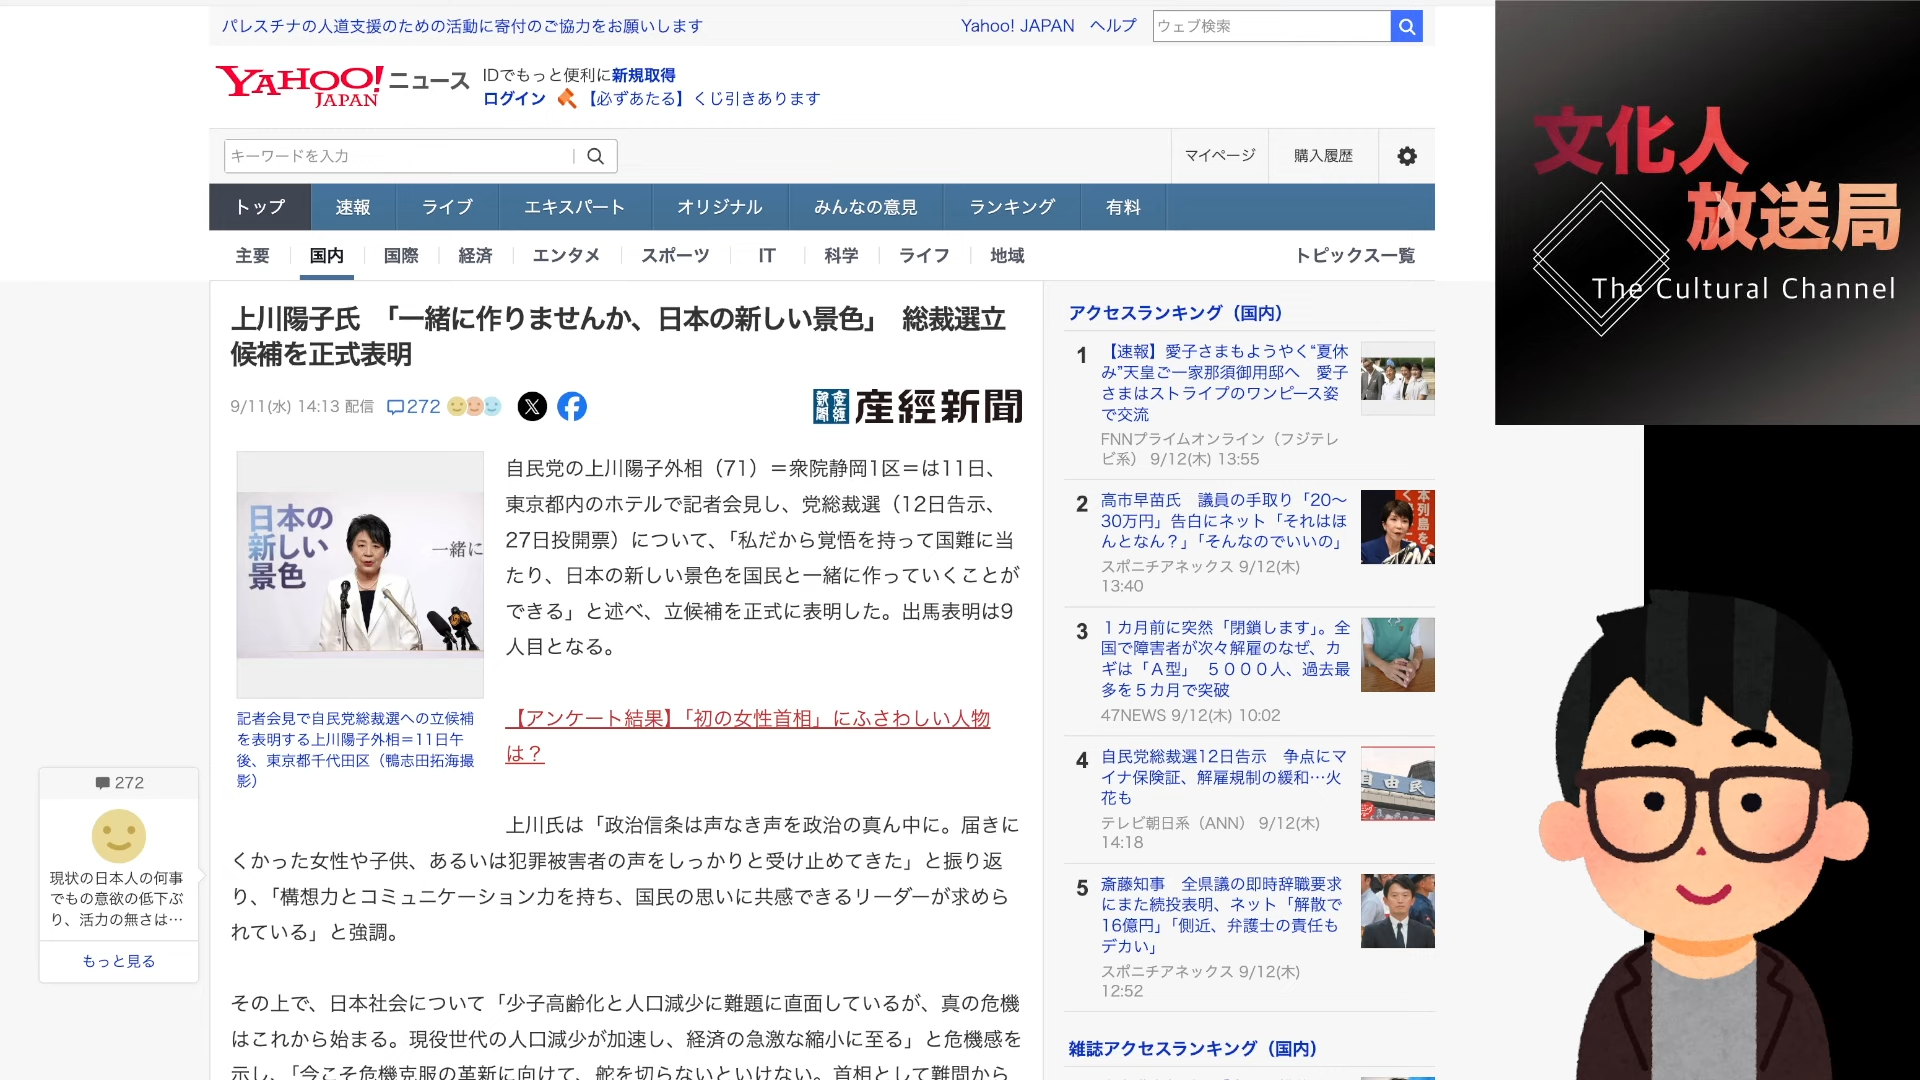 パレスチナの人道支援のための活動に寄付のご協力をお願いします
Yahoo! JAPAN ヘルプ
ウェブ検索
YAHOO! JAPAN ニュース
IDでもっと便利に新規取得
ログイン 【必ずあたる】くじ引きあります
キーワードを入力
マイページ 購入履歴
トップ 速報 ライブ エキスパート オリジナル みんなの意見 ランキング 有料
主要 国内 国際 経済 エンタメ スポーツ IT 科学 ライフ 地域 トピックス一覧
上川陽子氏 「一緒に作りませんか、日本の新しい景色」 総裁選立
候補を正式表明
9/11(水) 14:13 配信 272
産経新聞 産經新聞
日本の
新しい
景色
一緒に
記者会見で自民党総裁選への立候補
を表明する上川陽子外相＝11日午
後、東京都千代田区（鴨志田拓海撮
影）
自民党の上川陽子外相（71）＝衆院静岡1区＝は11日、
東京都内のホテルで記者会見し、党総裁選（12日告示、
27日投開票）について、「私だから覚悟を持って国難に当
たり、日本の新しい景色を国民と一緒に作っていくことが
できる」と述べ、立候補を正式に表明した。出馬表明は9
人目となる。
【アンケート結果】「初の女性首相」にふさわしい人物
は？
上川氏は「政治信条は声なき声を政治の真ん中に。届きに
くかった女性や子供、あるいは犯罪被害者の声をしっかりと受け止めてきた」と振り返
り、「構想力とコミュニケーション力を持ち、国民の思いに共感できるリーダーが求めら
れている」と強調。
その上で、日本社会について「少子高齢化と人口減少に難題に直面しているが、真の危機
はこれから始まる。現役世代の人口減少が加速し、経済の急激な縮小に至る」と危機感を
示し、「今こそ危機克服の革新に向けて、舵を切らないといけない。首相として難問から
272
現状の日本人の何事
でもの意欲の低下ぶ
り、活力の無さは…
もっと見る
アクセスランキング（国内）
1
【速報】愛子さまもようやく“夏休
み”天皇ご一家那須御用邸へ 愛子
さまはストライプのワンピース姿
で交流
FNNプライムオンライン（フジテレ
ビ系） 9/12(木) 13:55
2
高市早苗氏 議員の手取り「20～
30万円」告白にネット「それはほ
んとなん？」「そんなのでいいの」
スポニチアネックス 9/12(木)
13:40
3
１カ月前に突然「閉鎖します」。全
国で障害者が次々解雇のなぜ、カ
ギは「Ａ型」 ５０００人、過去最
多を５カ月で突破
47NEWS 9/12(木) 10:02
4
自民党総裁選12日告示 争点にマ
イナ保険証、解雇規制の緩和…火
花も
テレビ朝日系（ANN） 9/12(木)
14:18
5
斎藤知事 全県議の即時辞職要求
にまた続投表明、ネット「解散で
16億円」「側近、弁護士の責任も
デカい」
スポニチアネックス 9/12(木)
12:52
雑誌アクセスランキング（国内）
文化人
放送局
The Cultural Channel